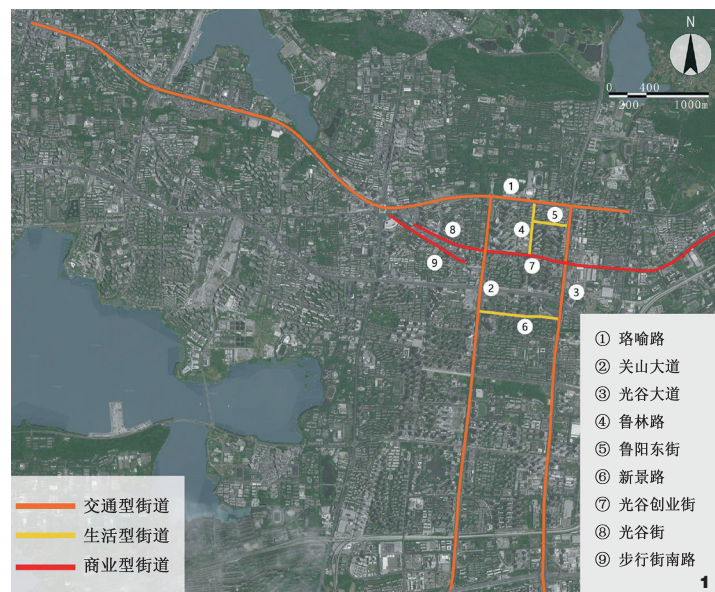 N
0 400
200 1000m
①
⑤
④
⑧
⑨
⑦
②
③
⑥
① 珞喻路
② 关山大道
③ 光谷大道
④ 鲁林路
⑤ 鲁阳东街
⑥ 新景路
⑦ 光谷创业街
⑧ 光谷街
⑨ 步行街南路
交通型街道
生活型街道
商业型街道
1